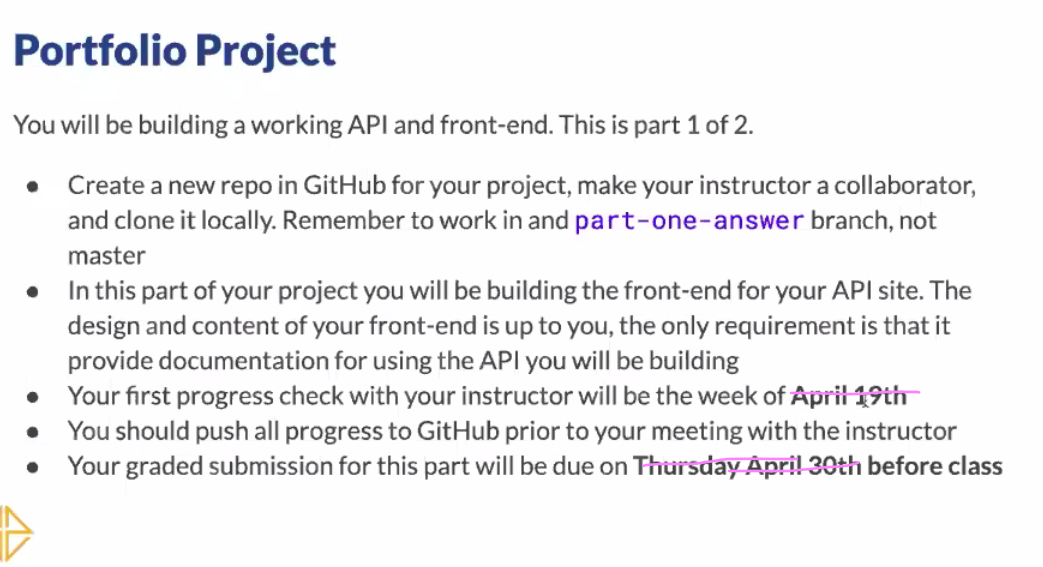 Portfolio Project
You will be building a working API and front-end. This is part 1 of 2.
● Create a new repo in GitHub for your project, make your instructor a collaborator,
and clone it locally. Remember to work in and part-one-answer branch, not
master
● In this part of your project you will be building the front-end for your API site. The
design and content of your front-end is up to you, the only requirement is that it
provide documentation for using the API you will be building
● Your first progress check with your instructor will be the week of April 19th
● You should push all progress to GitHub prior to your meeting with the instructor
● Your graded submission for this part will be due on Thursday April 30th before class